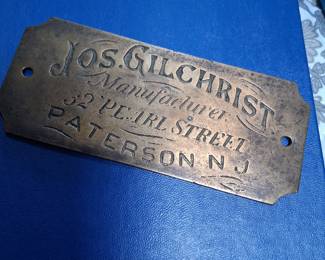 JOS. GILCHRIST
Manufacturer
32 PEARL STREET
PATERSON N J